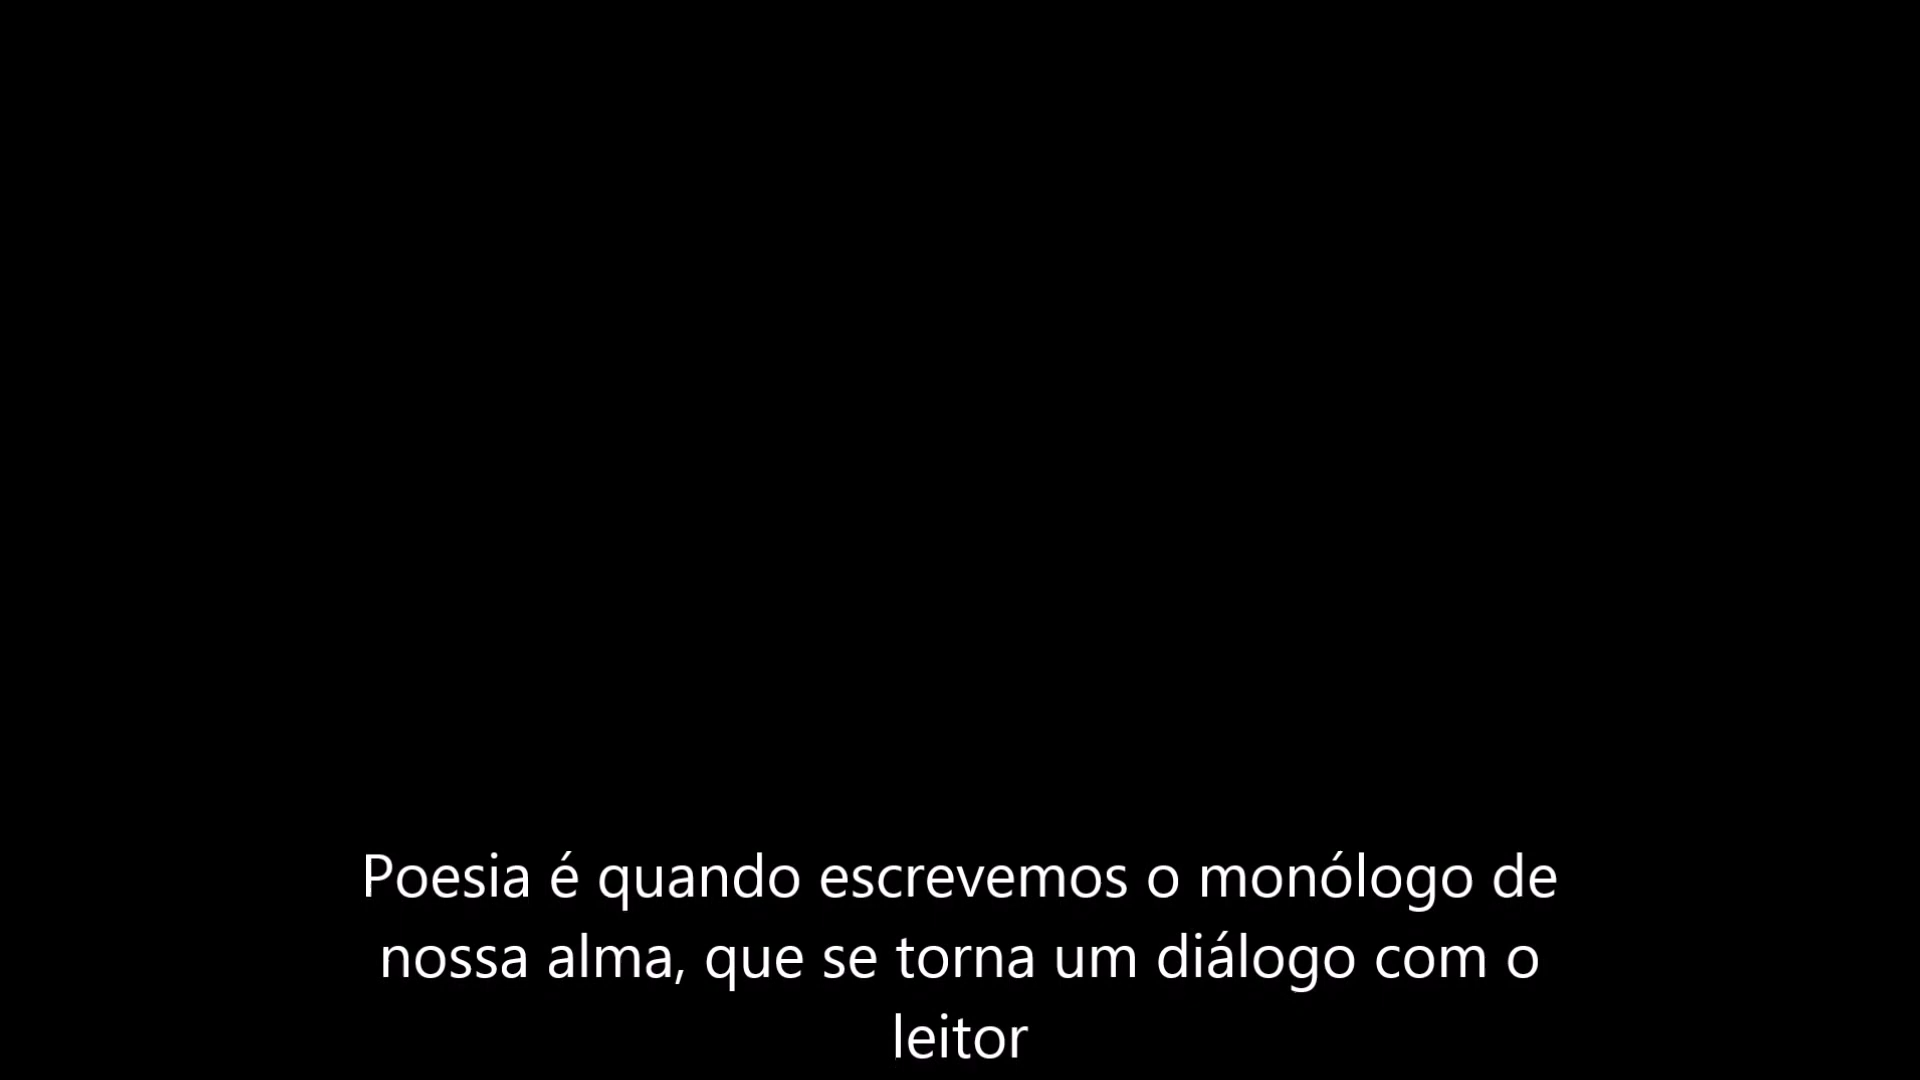 Poesia é quando escrevemos o monólogo de
nossa alma, que se torna um diálogo com o
leitor